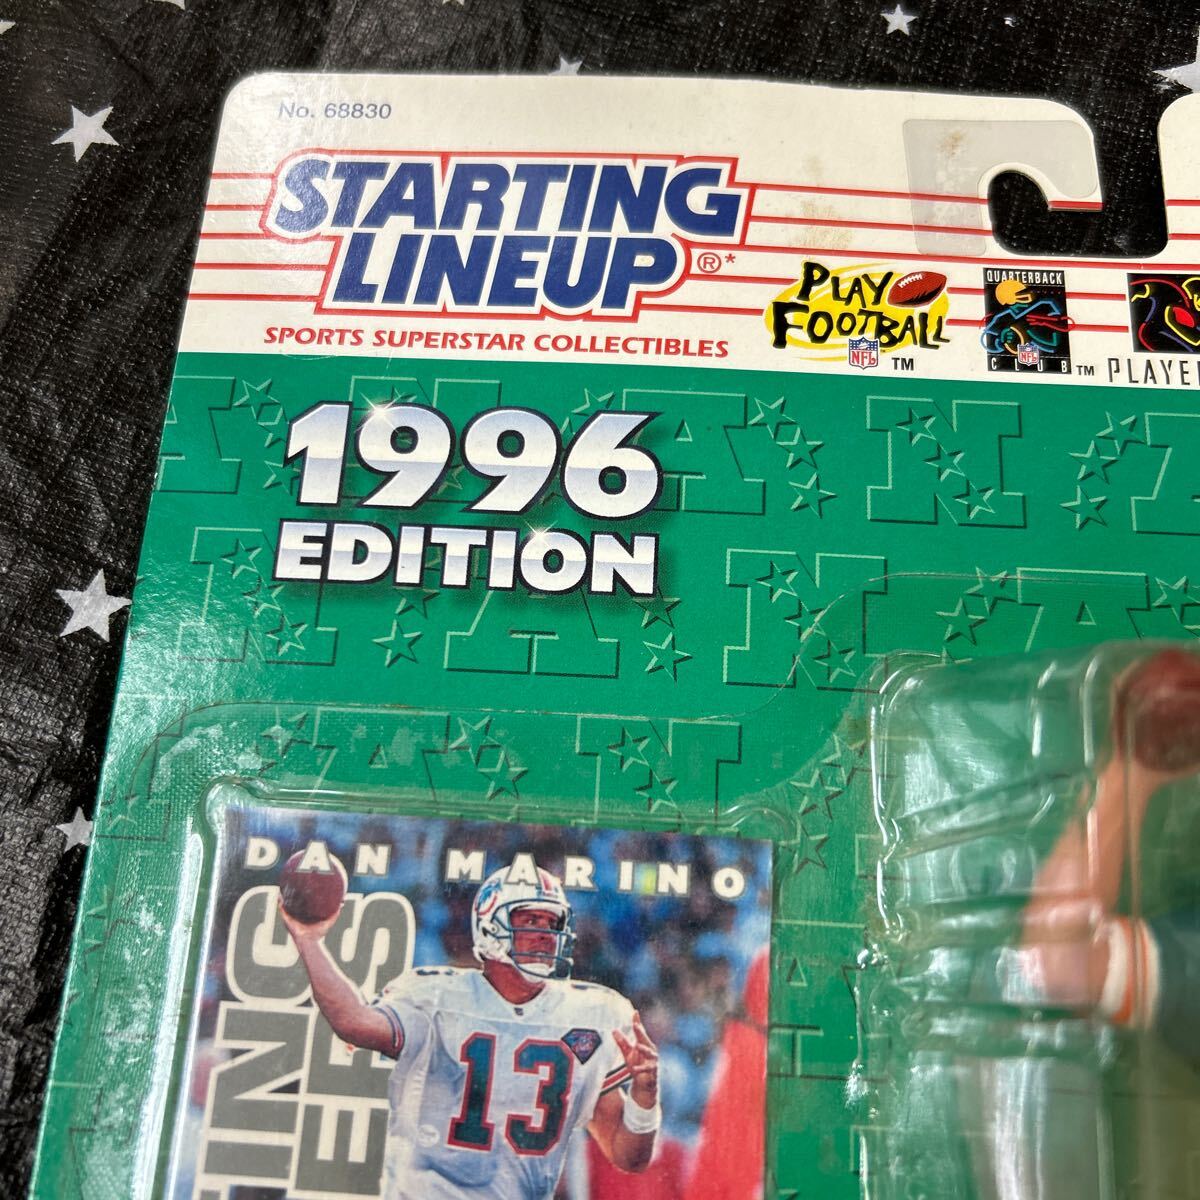 No. 68830
STARTING
LINEUP®*
SPORTS SUPERSTAR COLLECTIBLES
PLAY
FOOTBALL
NFL
TM
QUARTERBACK
NFL
CLUB TM
1996
EDITION
DAN MARINO
13